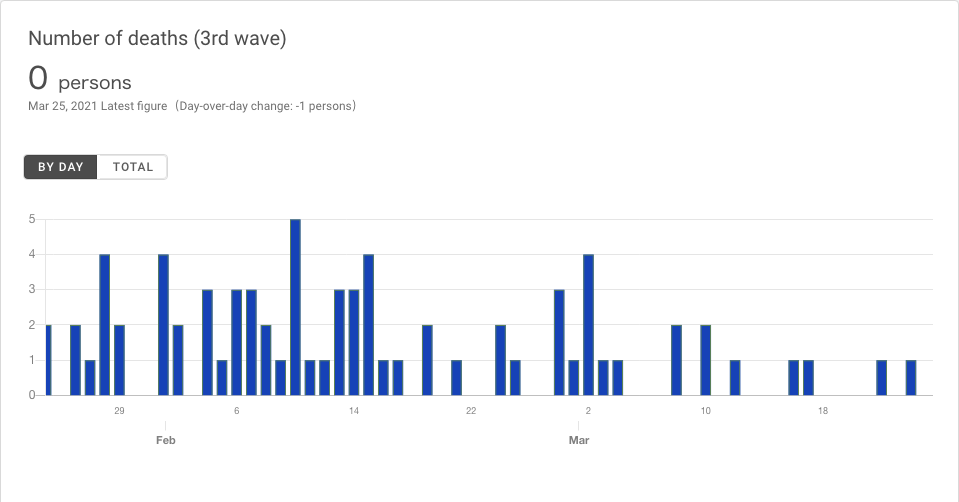 Number of deaths (3rd wave)
0 persons
Mar 25, 2021 Latest figure（Day-over-day change: -1 persons）
BY DAY TOTAL
5
4
3
2
1
0
29 6 14 22 2 10 18
Feb Mar